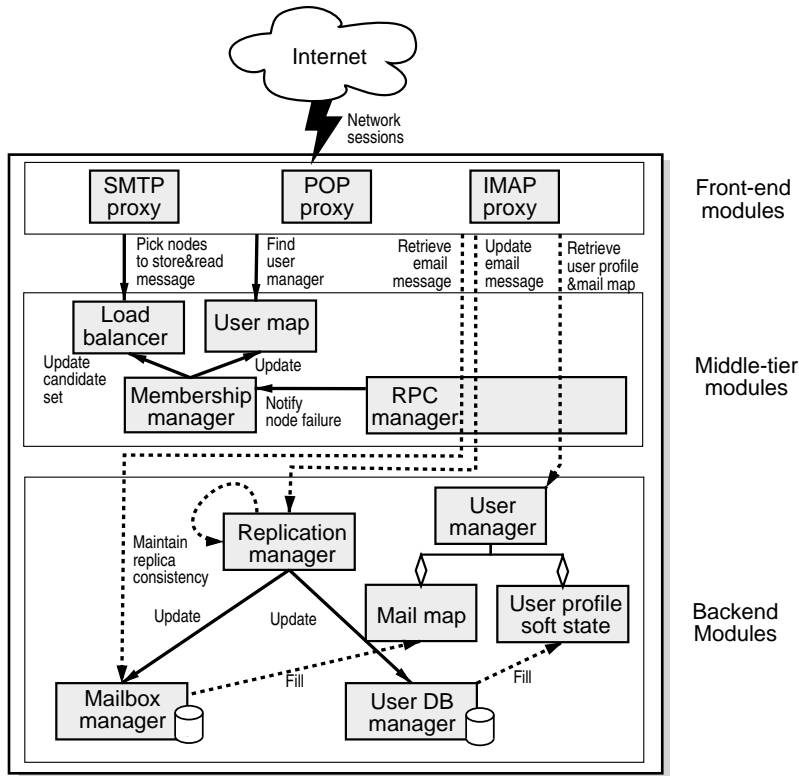 Internet
Network
sessions
SMTP
proxy
POP
proxy
IMAP
proxy
Front-end
modules
Pick nodes
to store&read
message
Find
user
manager
Retrieve
email
message
Update
email
message
Retrieve
user profile
&mail map
Load
balancer
User map
Middle-tier
modules
Update
candidate
set
Update
Membership
manager
Notify
node failure
RPC
manager
User
manager
Replication
manager
Maintain
replica
consistency
Mail map
User profile
soft state
Backend
Modules
Update
Update
Fill
Fill
Mailbox
manager
User DB
manager